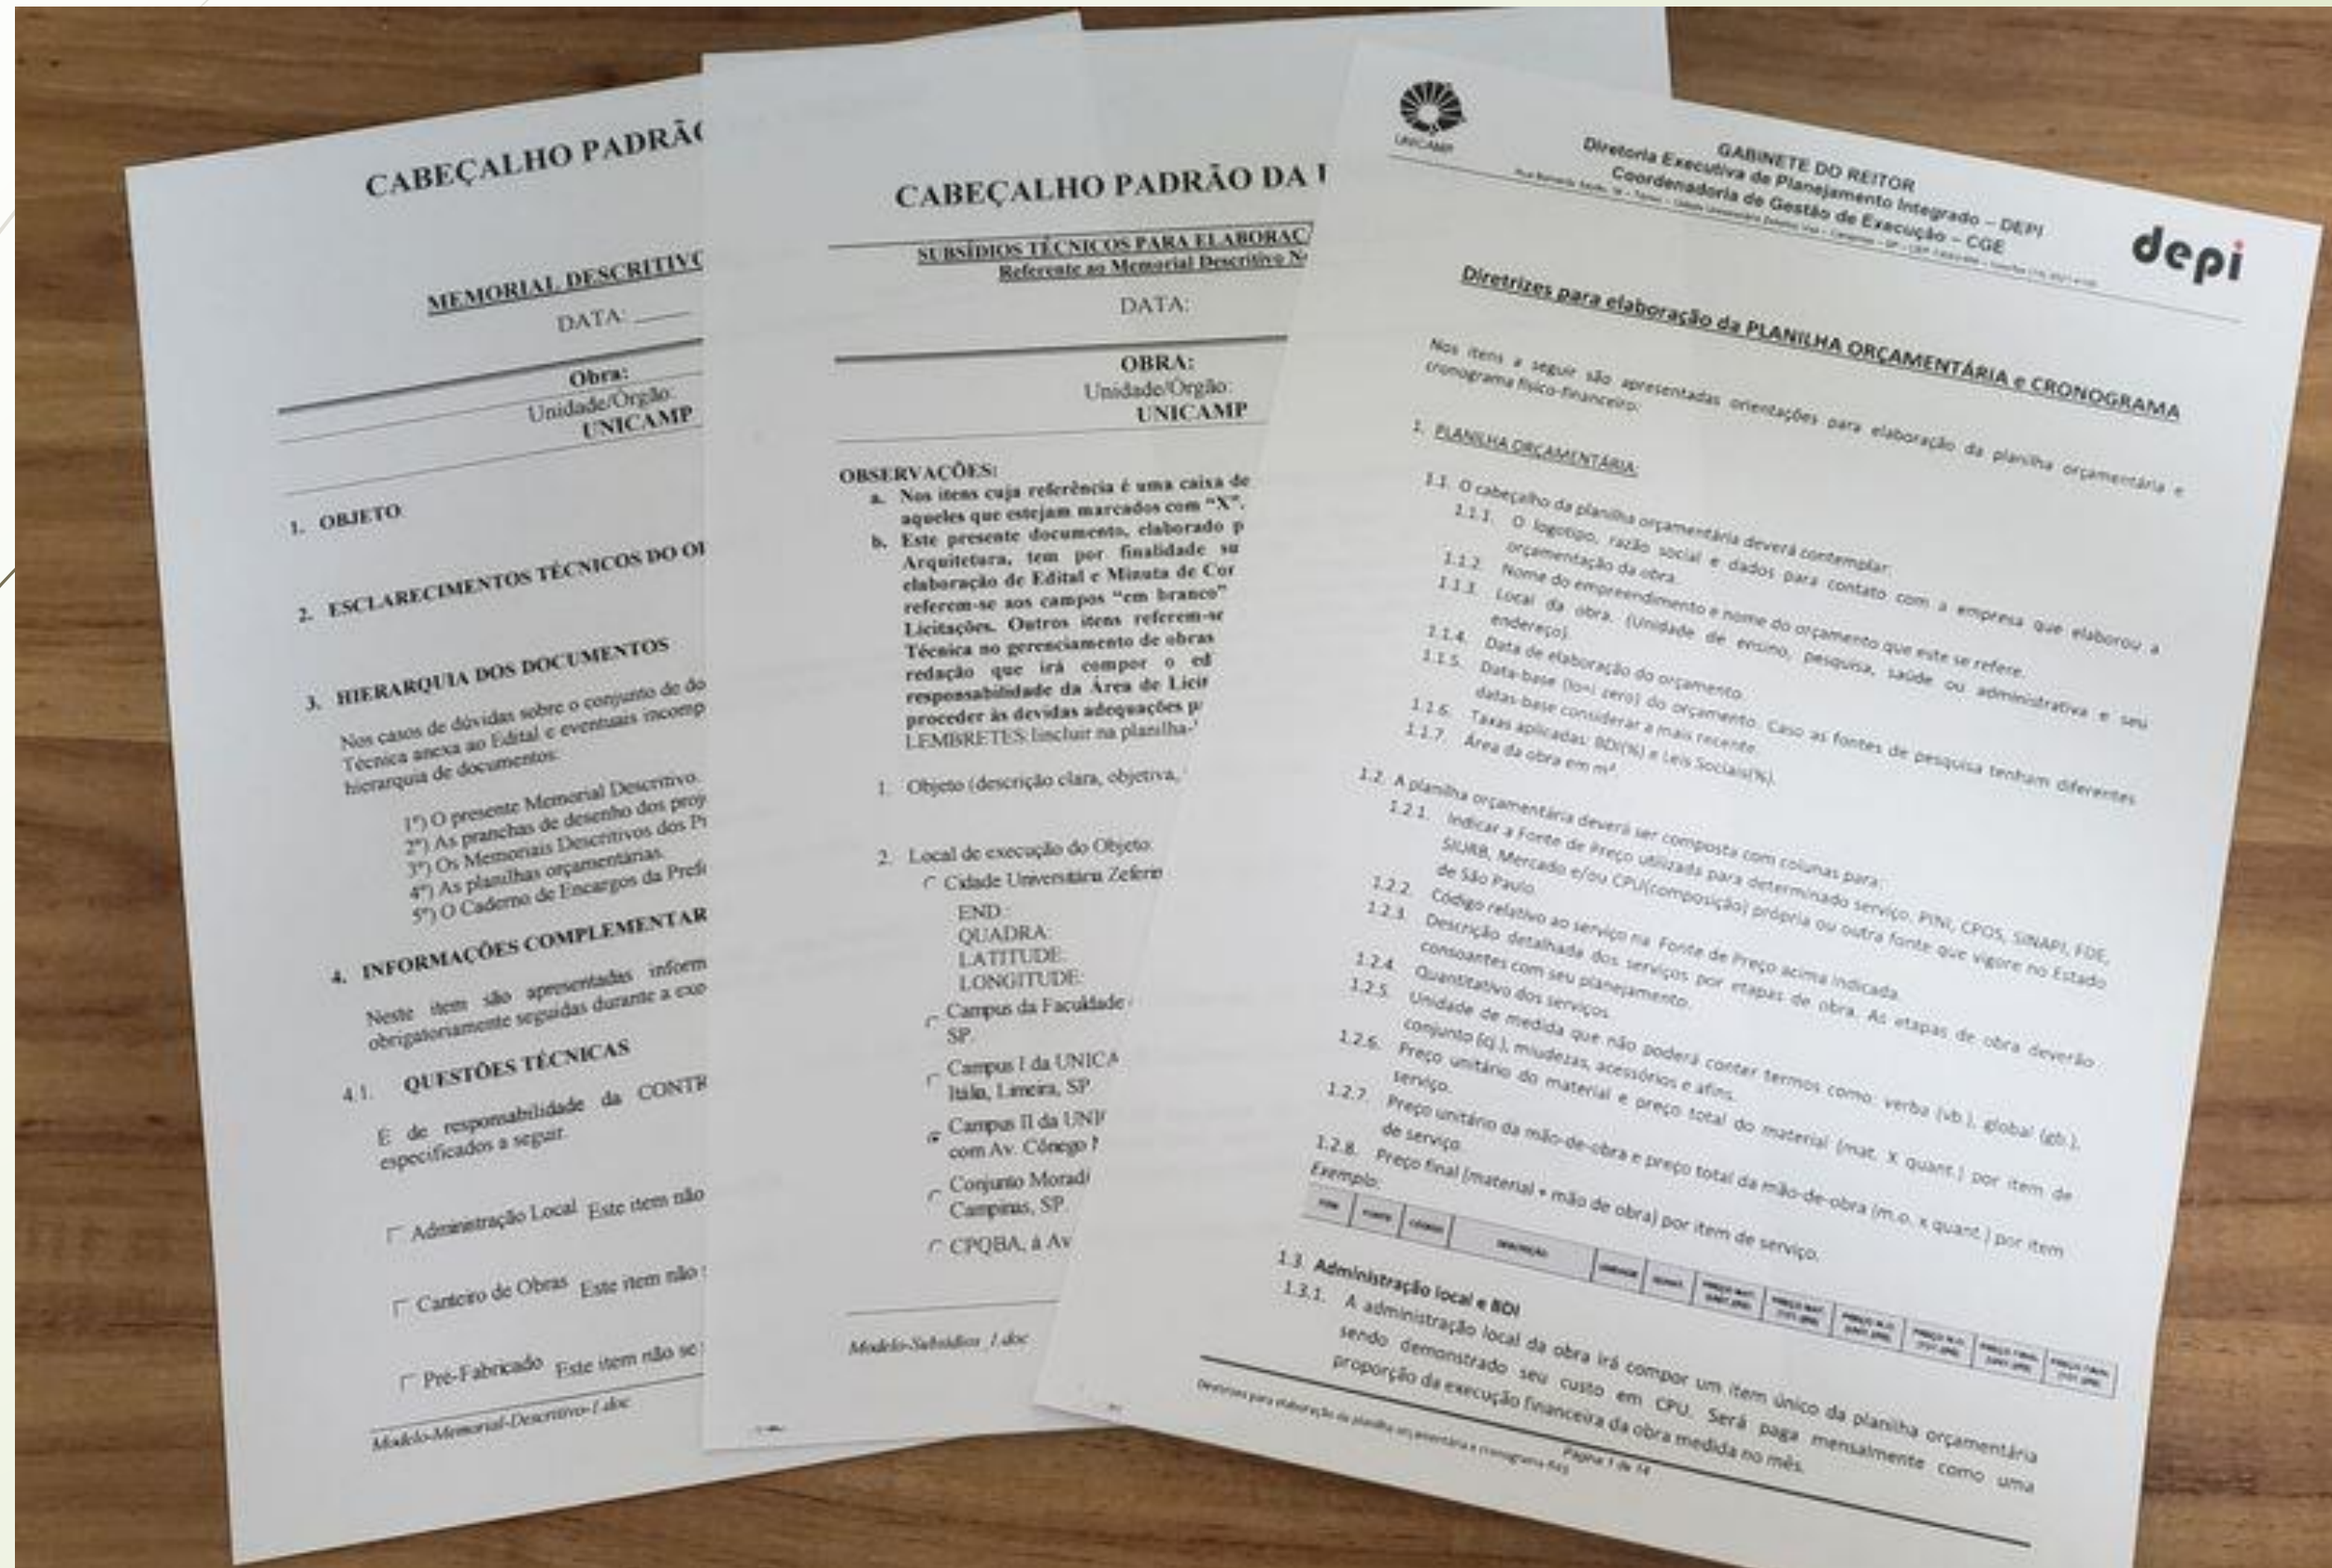 CABEÇALHO PADRÃO
MEMORIAL DESCRITIVO
DATA:
Obra:
Unidade/Órgão:
UNICAMP
1. OBJETO
2. ESCLARECIMENTOS TÉCNICOS DO
3. HIERARQUIA DOS DOCUMENTOS
Nos casos de dúvidas sobre o conjunto de
Técnica anexa ao Edital e eventuais
hierarquia de documentos:
1º) O presente Memorial Descritivo.
2º) As pranchas de desenho dos
3º) Os Memoriais Descritivos dos
4º) As planilhas orçamentárias.
5º) O Caderno de Encargos da
4. INFORMAÇÕES
Neste item são apresentadas
obrigatoriamente seguidas durante a
4.1. QUESTÕES TÉCNICAS
É de responsabilidade da
especificados a seguir.
Administração Local Este item não
Canteiro de Obras Este item não
Pré-Fabricado Este item não se
Modelo-Memorial-Descritivo-1.doc
CABEÇALHO PADRÃO DA
SUBSÍDIOS TÉCNICOS PARA
Referente ao Memorial Descritivo
DATA:
OBRA:
Unidade/Órgão:
UNICAMP
OBSERVAÇÕES:
a. Nos itens cuja referência é uma caixa de
aqueles que estejam marcados com “X”.
b. Este presente documento, elaborado p
Arquitetura, tem por finalidade su
elaboração de Edital e Minuta de
referem-se aos campos “em branco”
Licitações. Outros itens referem-se
Técnica no gerenciamento de obras
redação que irá compor o ed
responsabilidade da Área de
proceder às devidas adequações
LEMBRETES: incluir na planilha-
1. Objeto (descrição clara, objetiva,
2. Local de execução do Objeto:
Cidade Universitária
END.:
QUADRA:
LATITUDE:
LONGITUDE:
Campus da Faculdade
SP.
Campus I da
Itálo, Limeira, SP
Campus II da
com Av. Cônego
Conjunto
Campinas, SP.
CPQBA, à Av
Modelo-Subsídios_1.doc
UNICAMP
GABINETE DO REITOR
Diretoria Executiva de Planejamento Integrado – DEPI
Coordenadoria de Gestão de Execução – CGE
depi
Diretrizes para elaboração da PLANILHA ORÇAMENTÁRIA e CRONOGRAMA
Nos itens a seguir são apresentadas orientações para elaboração da planilha orçamentária e
cronograma físico-financeiro:
1. PLANILHA ORÇAMENTÁRIA:
1.1. O cabeçalho da planilha orçamentária deverá contemplar:
1.1.1. O logotipo, razão social e dados para contato com a empresa que elaborou a
orçamentação da obra.
1.1.2. Nome do empreendimento e nome do orçamento que este se refere.
1.1.3. Local da obra. (Unidade de ensino, pesquisa, saúde ou administrativa e seu
endereço).
1.1.4. Data de elaboração do orçamento.
1.1.5. Data-base (Io=i zero) do orçamento. Caso as fontes de pesquisa tenham diferentes
datas-base considerar a mais recente.
1.1.6. Taxas aplicadas: BDI(%) e Leis Sociais(%).
1.1.7. Área da obra em m².
1.2. A planilha orçamentária deverá ser composta com colunas para:
1.2.1. Indicar a Fonte de Preço utilizada para determinado serviço. PINI, CPOS, SINAPI, FDE,
SIURB, Mercado e/ou CPU(composição) própria ou outra fonte que vigore no Estado
de São Paulo.
1.2.2. Código relativo ao serviço na Fonte de Preço acima indicada.
1.2.3. Descrição detalhada dos serviços por etapas de obra. As etapas de obra deverão
consoantes com seu planejamento.
1.2.4. Quantitativo dos serviços.
1.2.5. Unidade de medida que não poderá conter termos como: verba (vb.), global (gb.),
conjunto (cj.), miudezas, acessórios e afins.
1.2.6. Preço unitário do material e preço total do material (mat. X quant.) por item de
serviço.
1.2.7. Preço unitário da mão-de-obra e preço total da mão-de-obra (m.o. x quant.) por item
de serviço.
1.2.8. Preço final (material + mão de obra) por item de serviço.
Exemplo:
1.3. Administração local e BDI
1.3.1. A administração local da obra irá compor um item único da planilha orçamentária
sendo demonstrado seu custo em CPU. Será paga mensalmente como uma
proporção da execução financeira da obra medida no mês.
Página 1 de 14
Diretrizes para elaboração da planilha orçamentária e cronograma